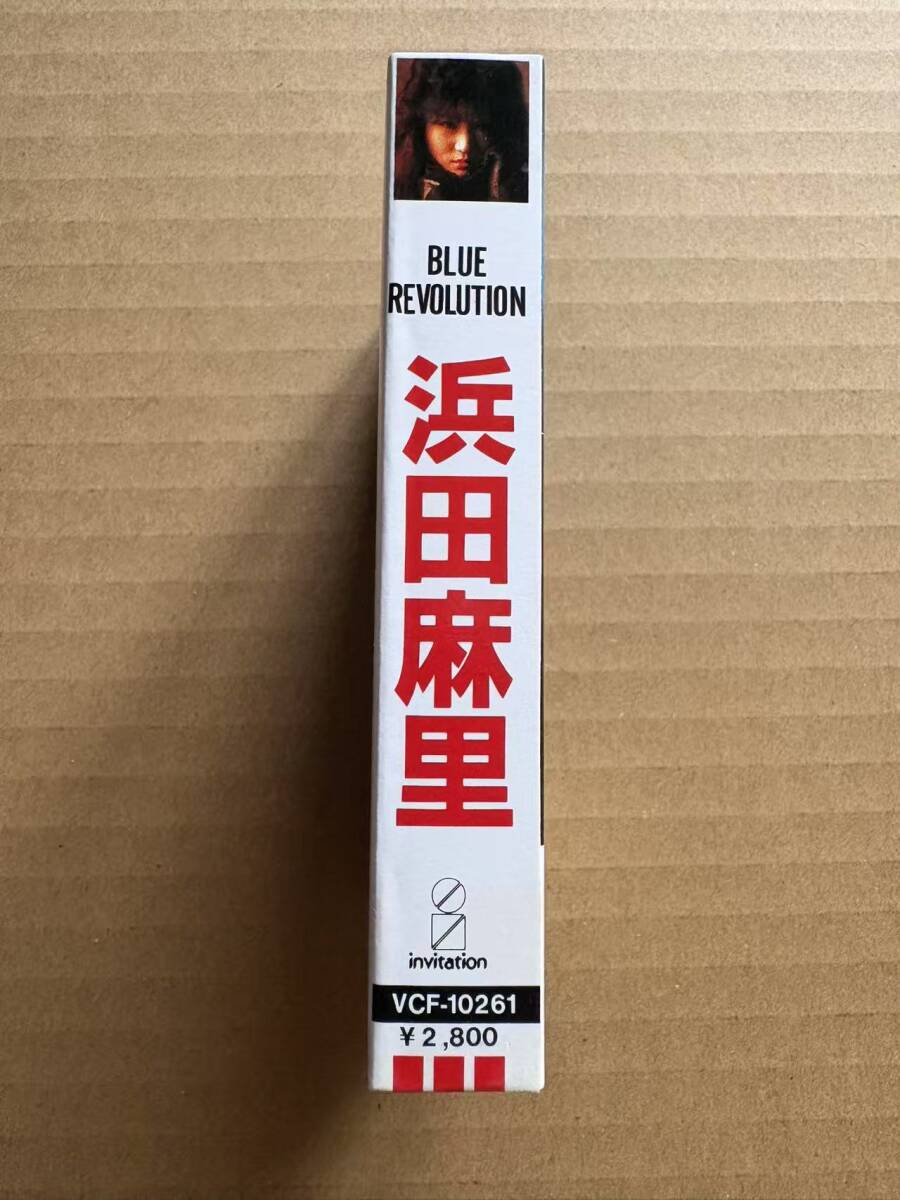 BLUE
REVOLUTION
浜田麻里
invitation
VCF-10261
¥2,800